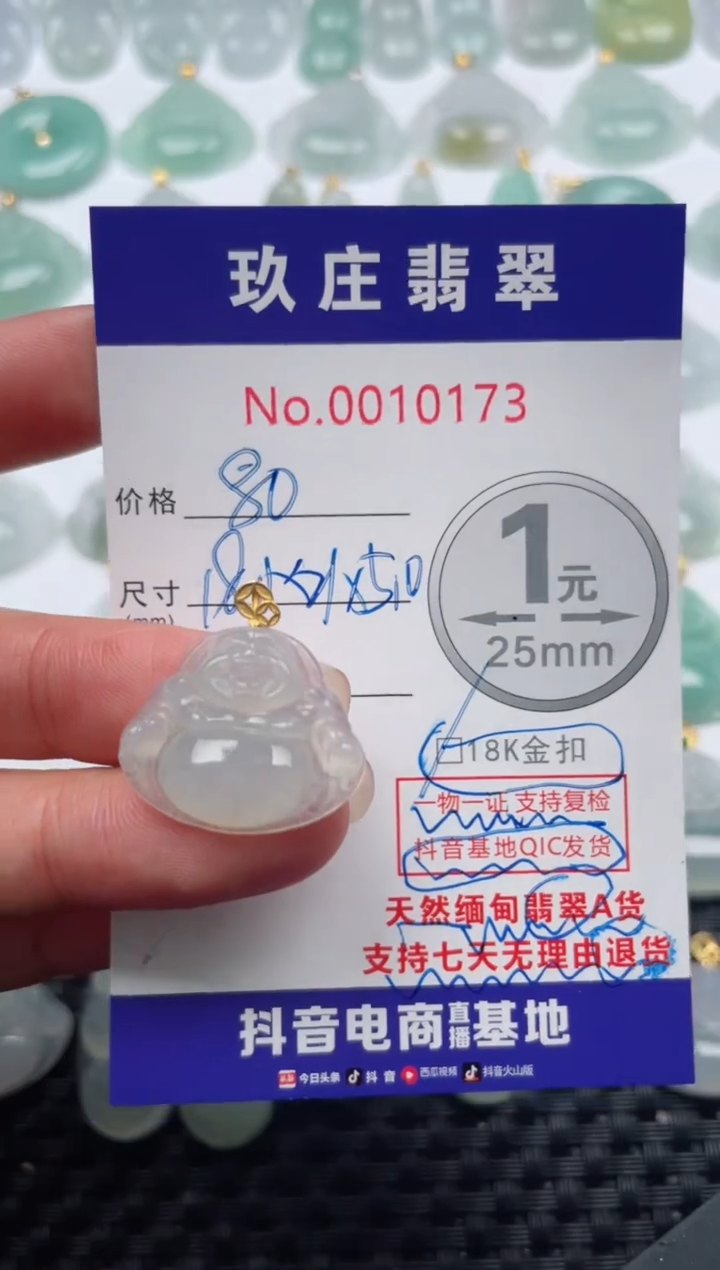 玖庄翡翠
No.0010173
价格 80
尺寸
(mm)
1元
25mm
□18K金扣
一物一证 支持复检
抖音基地QIC发货
天然缅甸翡翠A货
支持七天无理由退货
抖音电商直播基地
今日头条 抖音 西瓜视频 抖音火山版